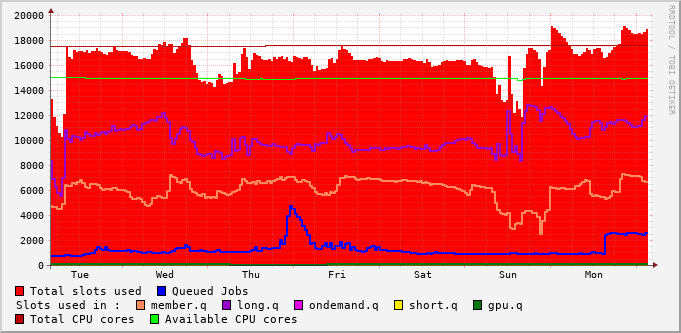 20000
18000
16000
14000
12000
10000
8000
6000
4000
2000
0
Tue Wed Thu Fri Sat Sun Mon
RRDTOOL / TOBI OETIKER
Total slots used Queued Jobs
Slots used in : member.q long.q ondemand.q short.q gpu.q
Total CPU cores Available CPU cores